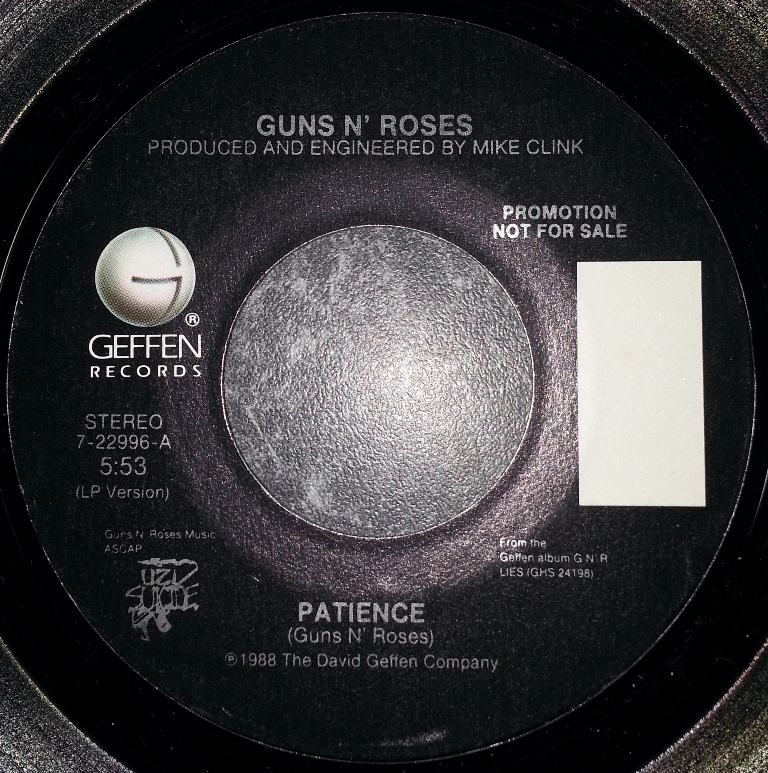 GUNS N' ROSES
PRODUCED AND ENGINEERED BY MIKE CLINK
PROMOTION
NOT FOR SALE
G
®
GEFFEN
RECORDS
STEREO
7-22996-A
5:53
(LP Version)
Guns N' Roses Music
ASCAP
UZI
SUICIDE
From the
Geffen album G N' R
LIES (GHS 24198)
PATIENCE
(Guns N' Roses)
℗1988 The David Geffen Company